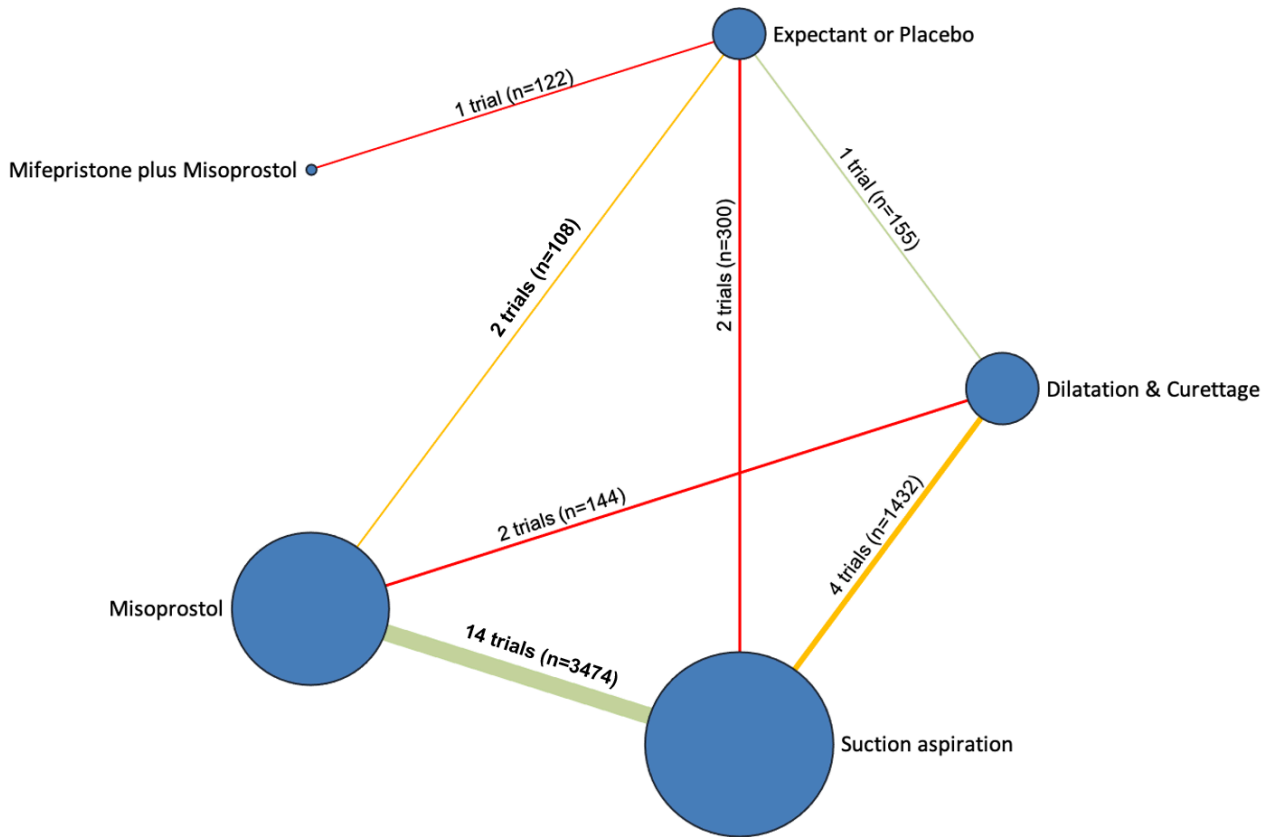 Expectant or Placebo
1 trial (n=122)
Mifepristone plus Misoprostol
1 trial (n=155)
2 trials (n=108)
2 trials (n=300)
Dilatation & Curettage
2 trials (n=144)
4 trials (n=1432)
Misoprostol
14 trials (n=3474)
Suction aspiration